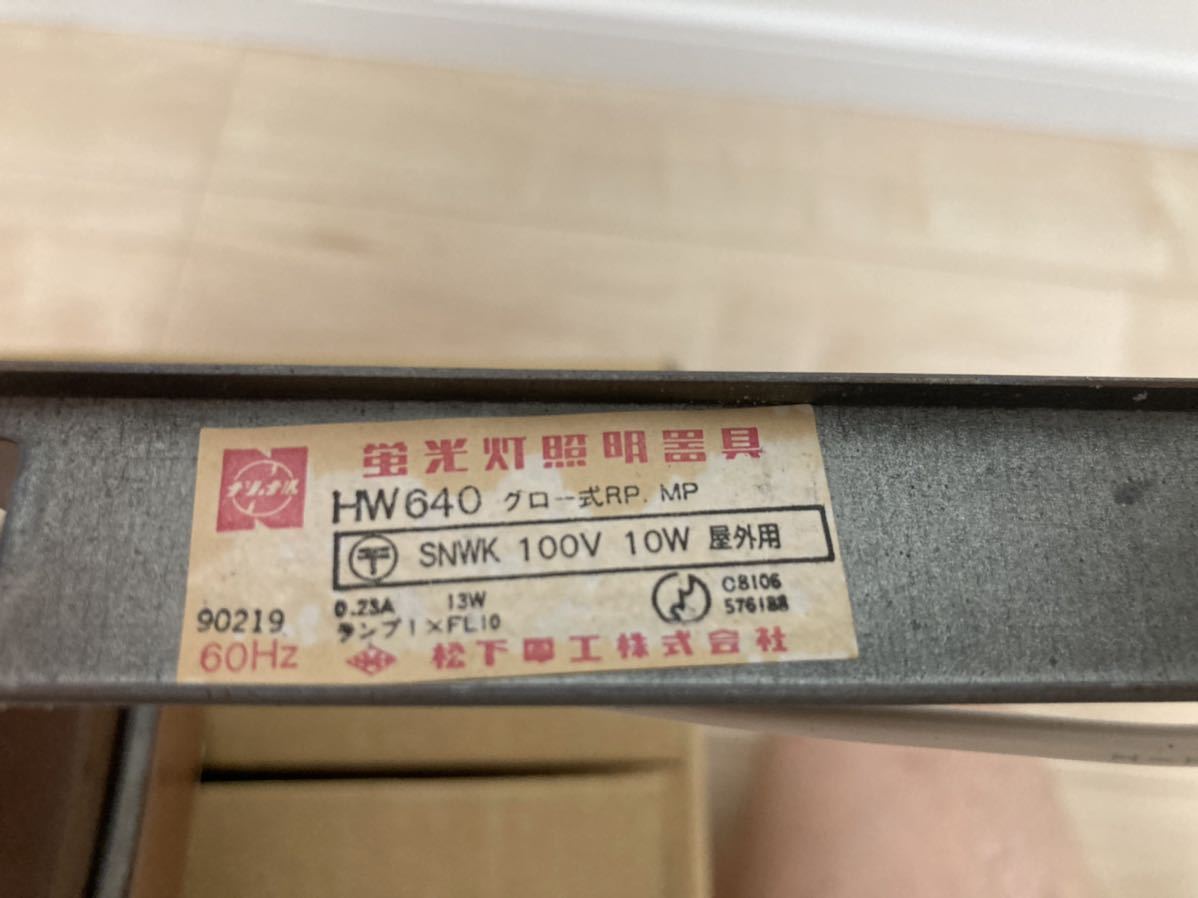 ナショナル
蛍光灯照明器具
HW640 グロー式RP. MP
〒 SNWK 100V 10W 屋外用
0.23A 13W
ランプ1×FL10
C8106
576188
90219
60Hz
松下電工株式会社